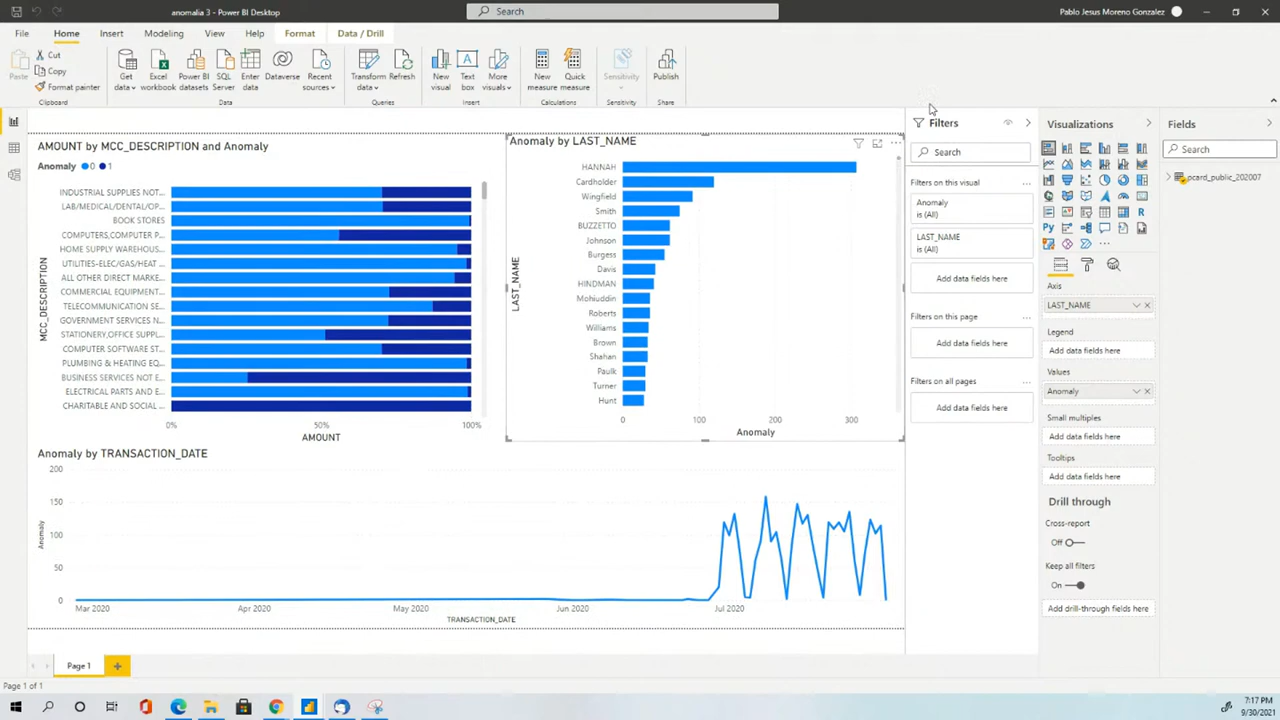 anomalia 3 - Power BI Desktop
Search
Pablo Jesus Moreno Gonzalez
File
Home
Insert
Modeling
View
Help
Format
Data / Drill
Paste
Cut
Copy
Format painter
Clipboard
Get data
Excel workbook
Power BI datasets
SQL Server
Enter data
Dataverse
Recent sources
Data
Transform data
Refresh
Queries
New visual
Text box
More visuals
Insert
New measure
Quick measure
Calculations
Sensitivity
Sensitivity
Publish
Share
AMOUNT by MCC_DESCRIPTION and Anomaly
Anomaly 0 1
MCC_DESCRIPTION
INDUSTRIAL SUPPLIES NOT...
LAB/MEDICAL/DENTAL/OP...
BOOK STORES
COMPUTERS,COMPUTER P...
HOME SUPPLY WAREHOUS...
UTILITIES-ELEC/GAS/HEAT ...
ALL OTHER DIRECT MARKE...
COMMERCIAL EQUIPMENT...
TELECOMMUNICATION SE...
GOVERNMENT SERVICES N...
STATIONERY,OFFICE SUPPL...
COMPUTER SOFTWARE ST...
PLUMBING & HEATING EQ...
BUSINESS SERVICES NOT E...
ELECTRICAL PARTS AND E...
CHARITABLE AND SOCIAL ...
0% 50% 100%
AMOUNT
Anomaly by LAST_NAME
LAST_NAME
HANNAH
Cardholder
Wingfield
Smith
BUZZETTO
Johnson
Burgess
Davis
HINDMAN
Mohiuddin
Roberts
Williams
Brown
Shahan
Paulk
Turner
Hunt
0 100 200 300
Anomaly
Anomaly by TRANSACTION_DATE
Anomaly
200
150
100
50
0
Mar 2020 Apr 2020 May 2020 Jun 2020 Jul 2020
TRANSACTION_DATE
Filters
Search
Filters on this visual ...
Anomaly
is (All)
LAST_NAME
is (All)
Add data fields here
Filters on this page ...
Add data fields here
Filters on all pages ...
Add data fields here
Visualizations
Axis
LAST_NAME
Legend
Add data fields here
Values
Anomaly
Small multiples
Add data fields here
Tooltips
Add data fields here
Drill through
Cross-report
Off
Keep all filters
On
Add drill-through fields here
Fields
Search
pcard_public_202007
Page 1
Page 1 of 1
7:17 PM
9/30/2021